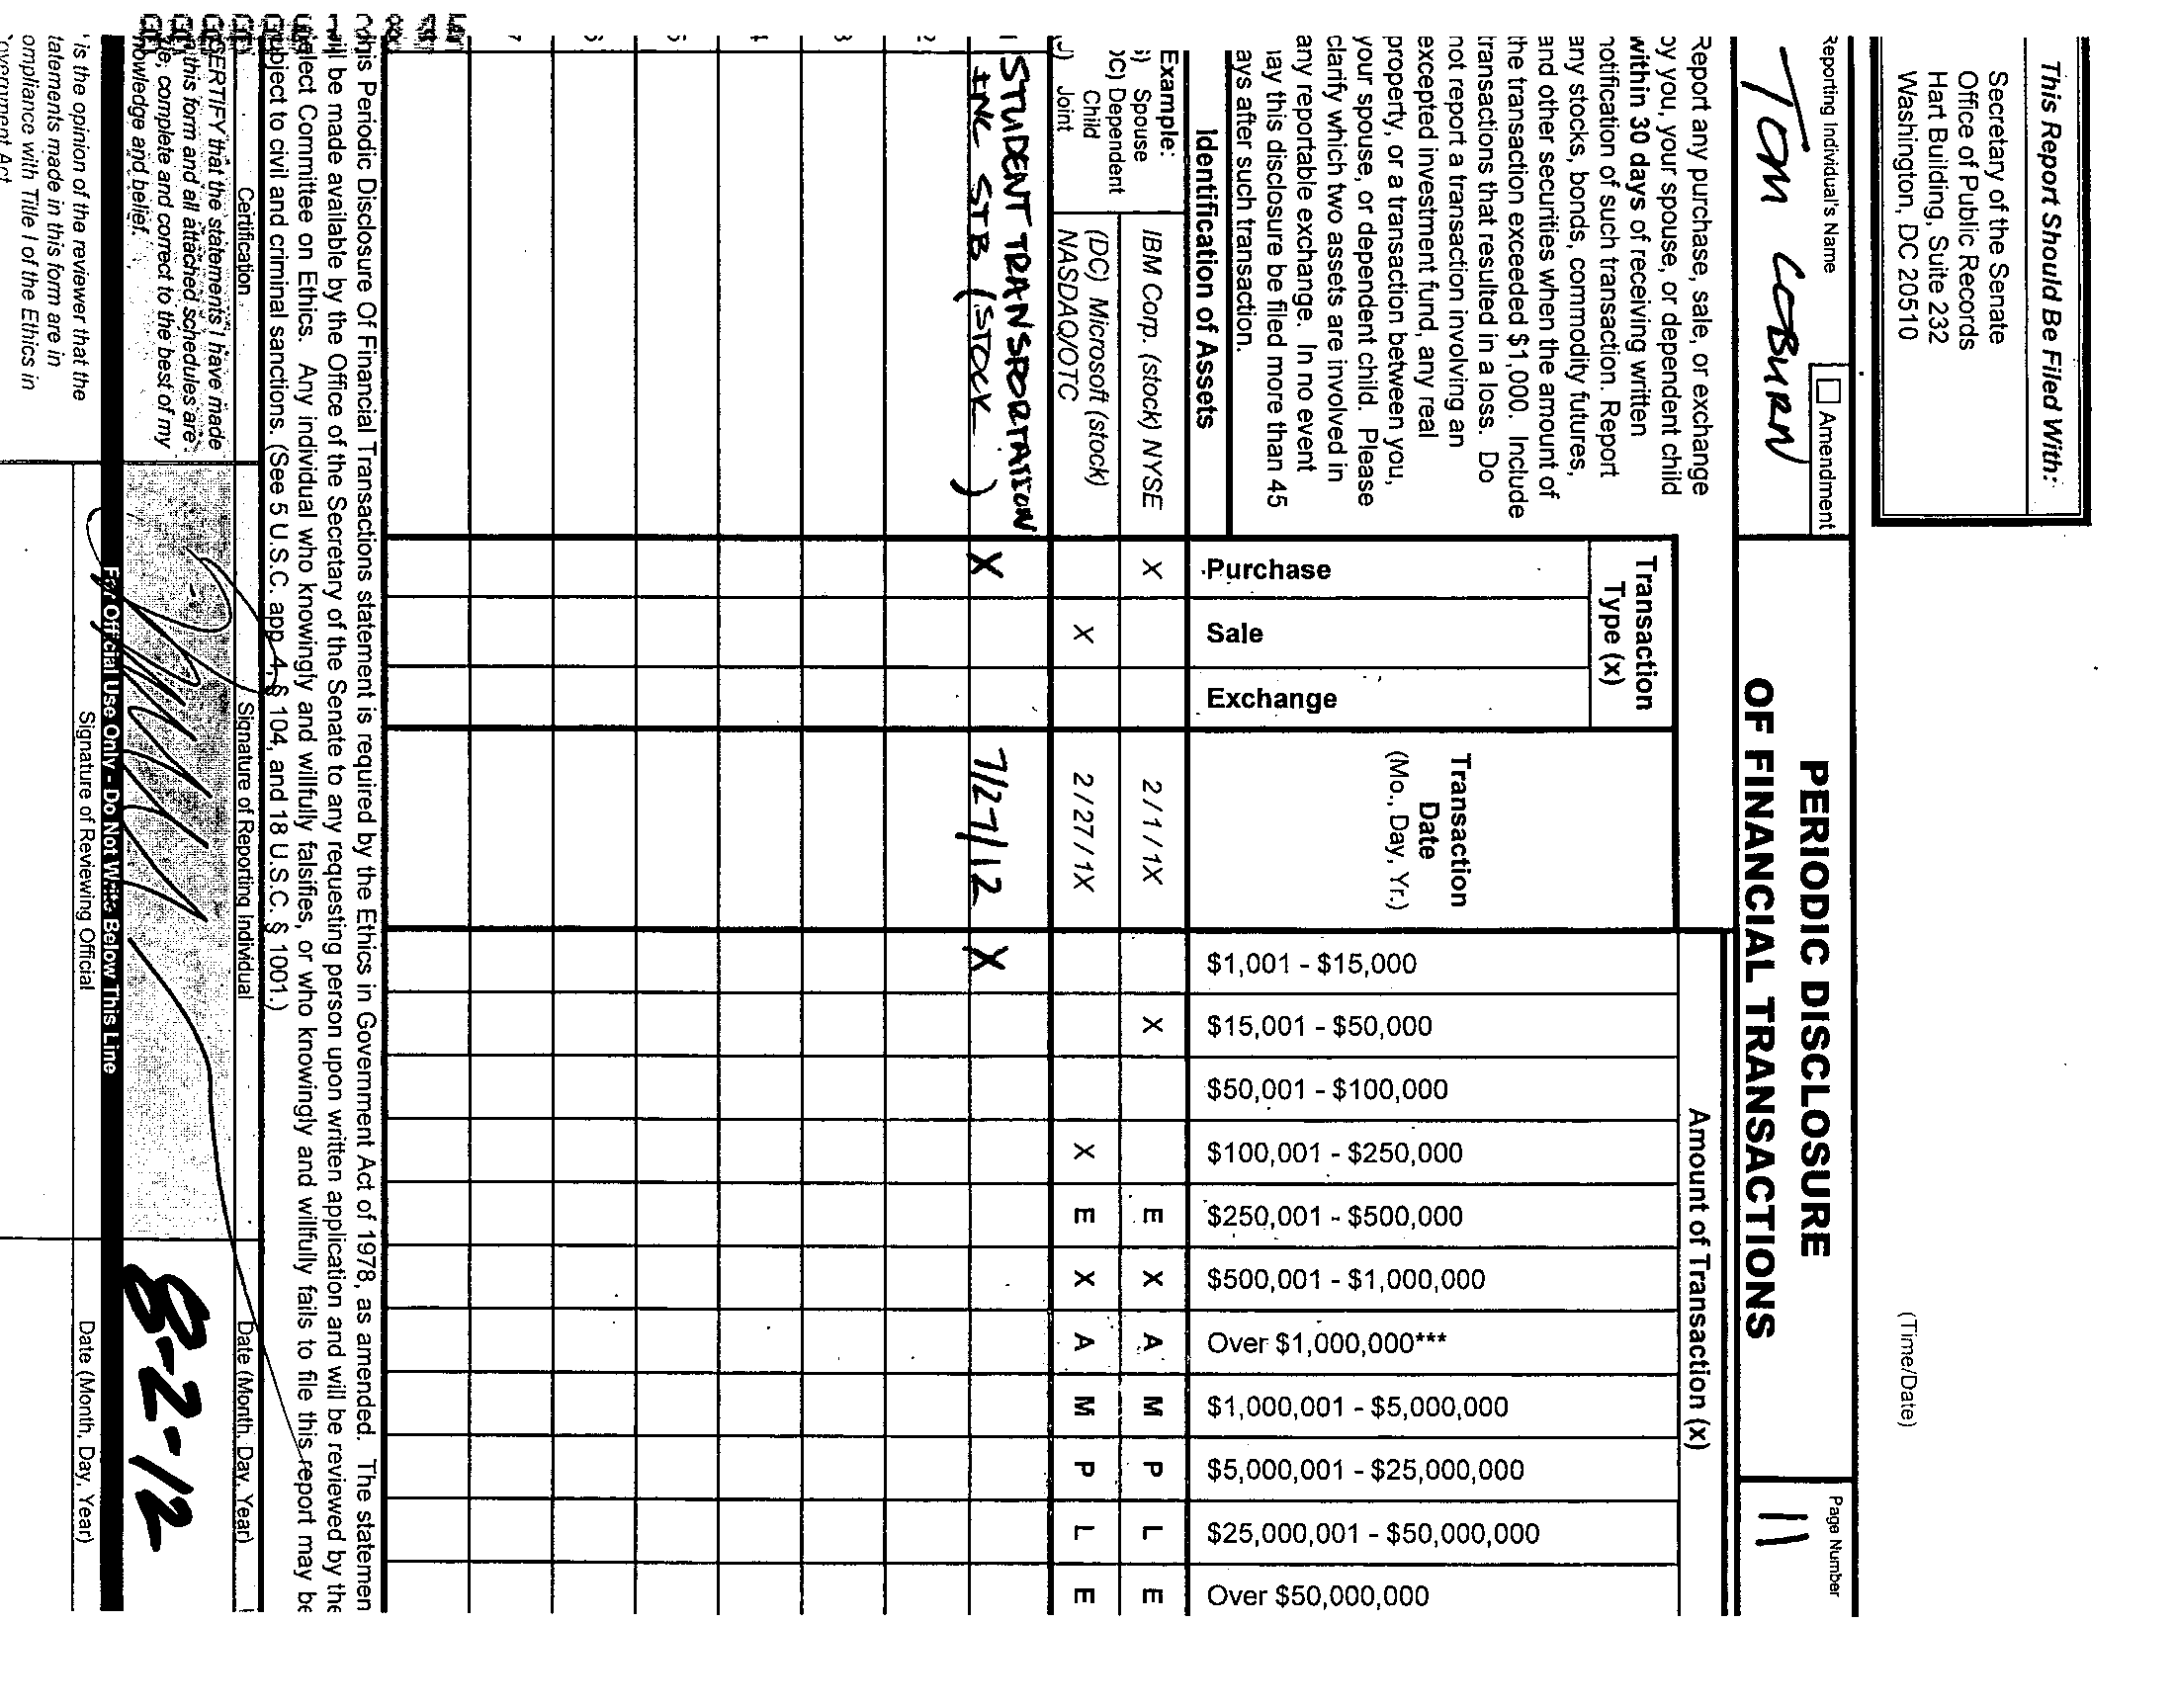 This Report Should Be Filed With:
Secretary of the Senate
Office of Public Records
Hart Building, Suite 232
Washington, DC 20510
(Time/Date)
Reporting Individual's Name
Amendment
Tom Coburn
PERIODIC DISCLOSURE
OF FINANCIAL TRANSACTIONS
Page Number
11
Report any purchase, sale, or exchange
by you, your spouse, or dependent child
within 30 days of receiving written
notification of such transaction. Report
any stocks, bonds, commodity futures,
and other securities when the amount of
the transaction exceeded $1,000. Include
transactions that resulted in a loss. Do
not report a transaction involving an
excepted investment fund, any real
property, or a transaction between you,
your spouse, or dependent child. Please
clarify which two assets are involved in
any reportable exchange. In no event
may this disclosure be filed more than 45
days after such transaction.
Identification of Assets
Transaction
Type (x)
Purchase
Sale
Exchange
Transaction
Date
(Mo., Day, Yr.)
Amount of Transaction (x)
$1,001 - $15,000
$15,001 - $50,000
$50,001 - $100,000
$100,001 - $250,000
$250,001 - $500,000
$500,001 - $1,000,000
Over $1,000,000***
$1,000,001 - $5,000,000
$5,000,001 - $25,000,000
$25,000,001 - $50,000,000
Over $50,000,000
Example:
) Spouse
DC) Dependent
Child
J) Joint
IBM Corp. (stock) NYSE X 2/1/1X X E X A M P L E
(DC) Microsoft (stock)
NASDAQ/OTC X 2/27/1X X E X A M P L E
1 STUDENT TRANSPORTATION
INC STB (STOCK) X 7/27/12 X
2
3
4
5
6
7
This Periodic Disclosure Of Financial Transactions statement is required by the Ethics in Government Act of 1978, as amended. The statemen
will be made available by the Office of the Secretary of the Senate to any requesting person upon written application and will be reviewed by the
Select Committee on Ethics. Any individual who knowingly and willfully falsifies, or who knowingly and willfully fails to file this report may be
subject to civil and criminal sanctions. (See 5 U.S.C. app. 4, § 104, and 18 U.S.C. § 1001.)
Certification
Signature of Reporting Individual
Date (Month, Day, Year)
CERTIFY that the statements I have made
this form and all attached schedules are
complete and correct to the best of my
knowledge and belief.
8-2-12
For Official Use Only - Do Not Write Below This Line
is the opinion of the reviewer that the
tatements made in this form are in
ompliance with Title I of the Ethics in
overnment Act
Signature of Reviewing Official
Date (Month, Day, Year)